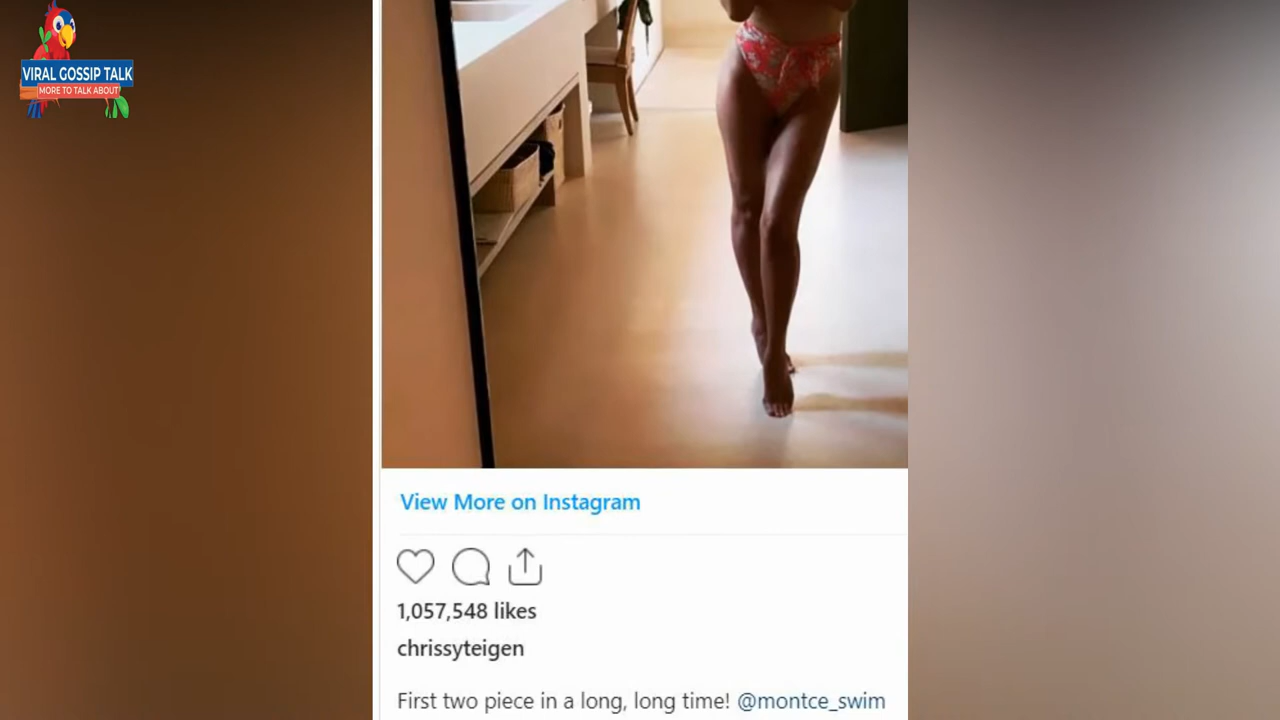 VIRAL GOSSIP TALK
MORE TO TALK ABOUT
View More on Instagram
1,057,548 likes
chrissyteigen
First two piece in a long, long time! @montce_swim